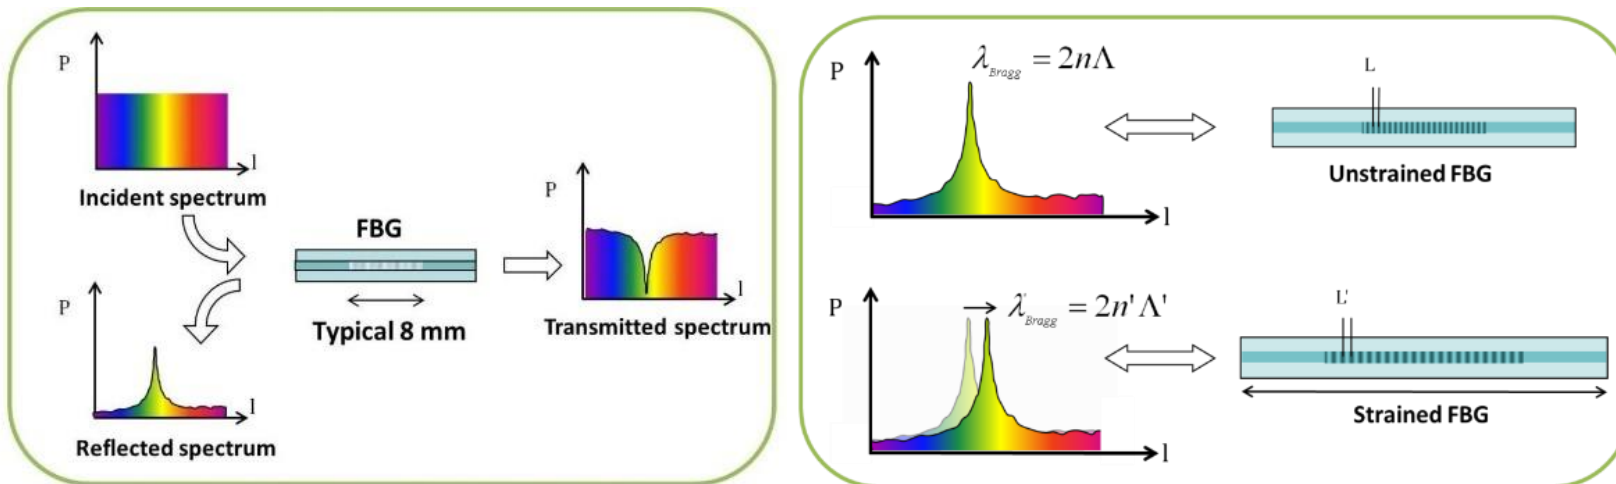 P
l
Incident spectrum
FBG
Typical 8 mm
P
l
Transmitted spectrum
P
l
Reflected spectrum
P
λBragg = 2nΛ
l
L
Unstrained FBG
P
λ'Bragg = 2n'Λ'
l
L'
Strained FBG